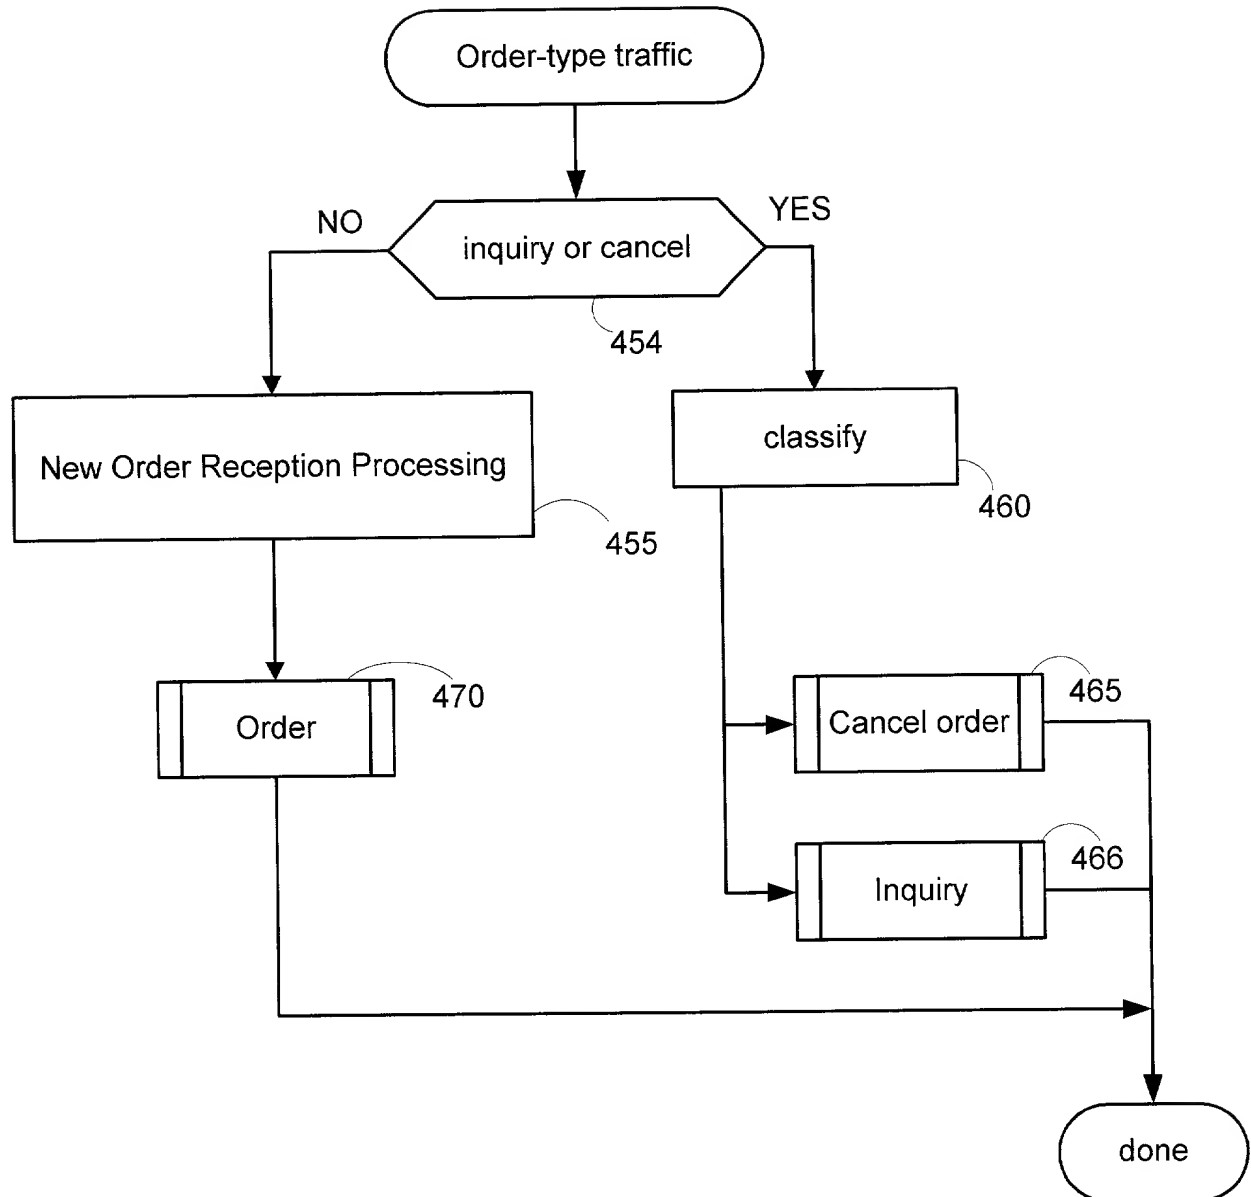 Order-type traffic
NO
YES
inquiry or cancel
454
New Order Reception Processing
455
classify
460
470
Order
465
Cancel order
466
Inquiry
done